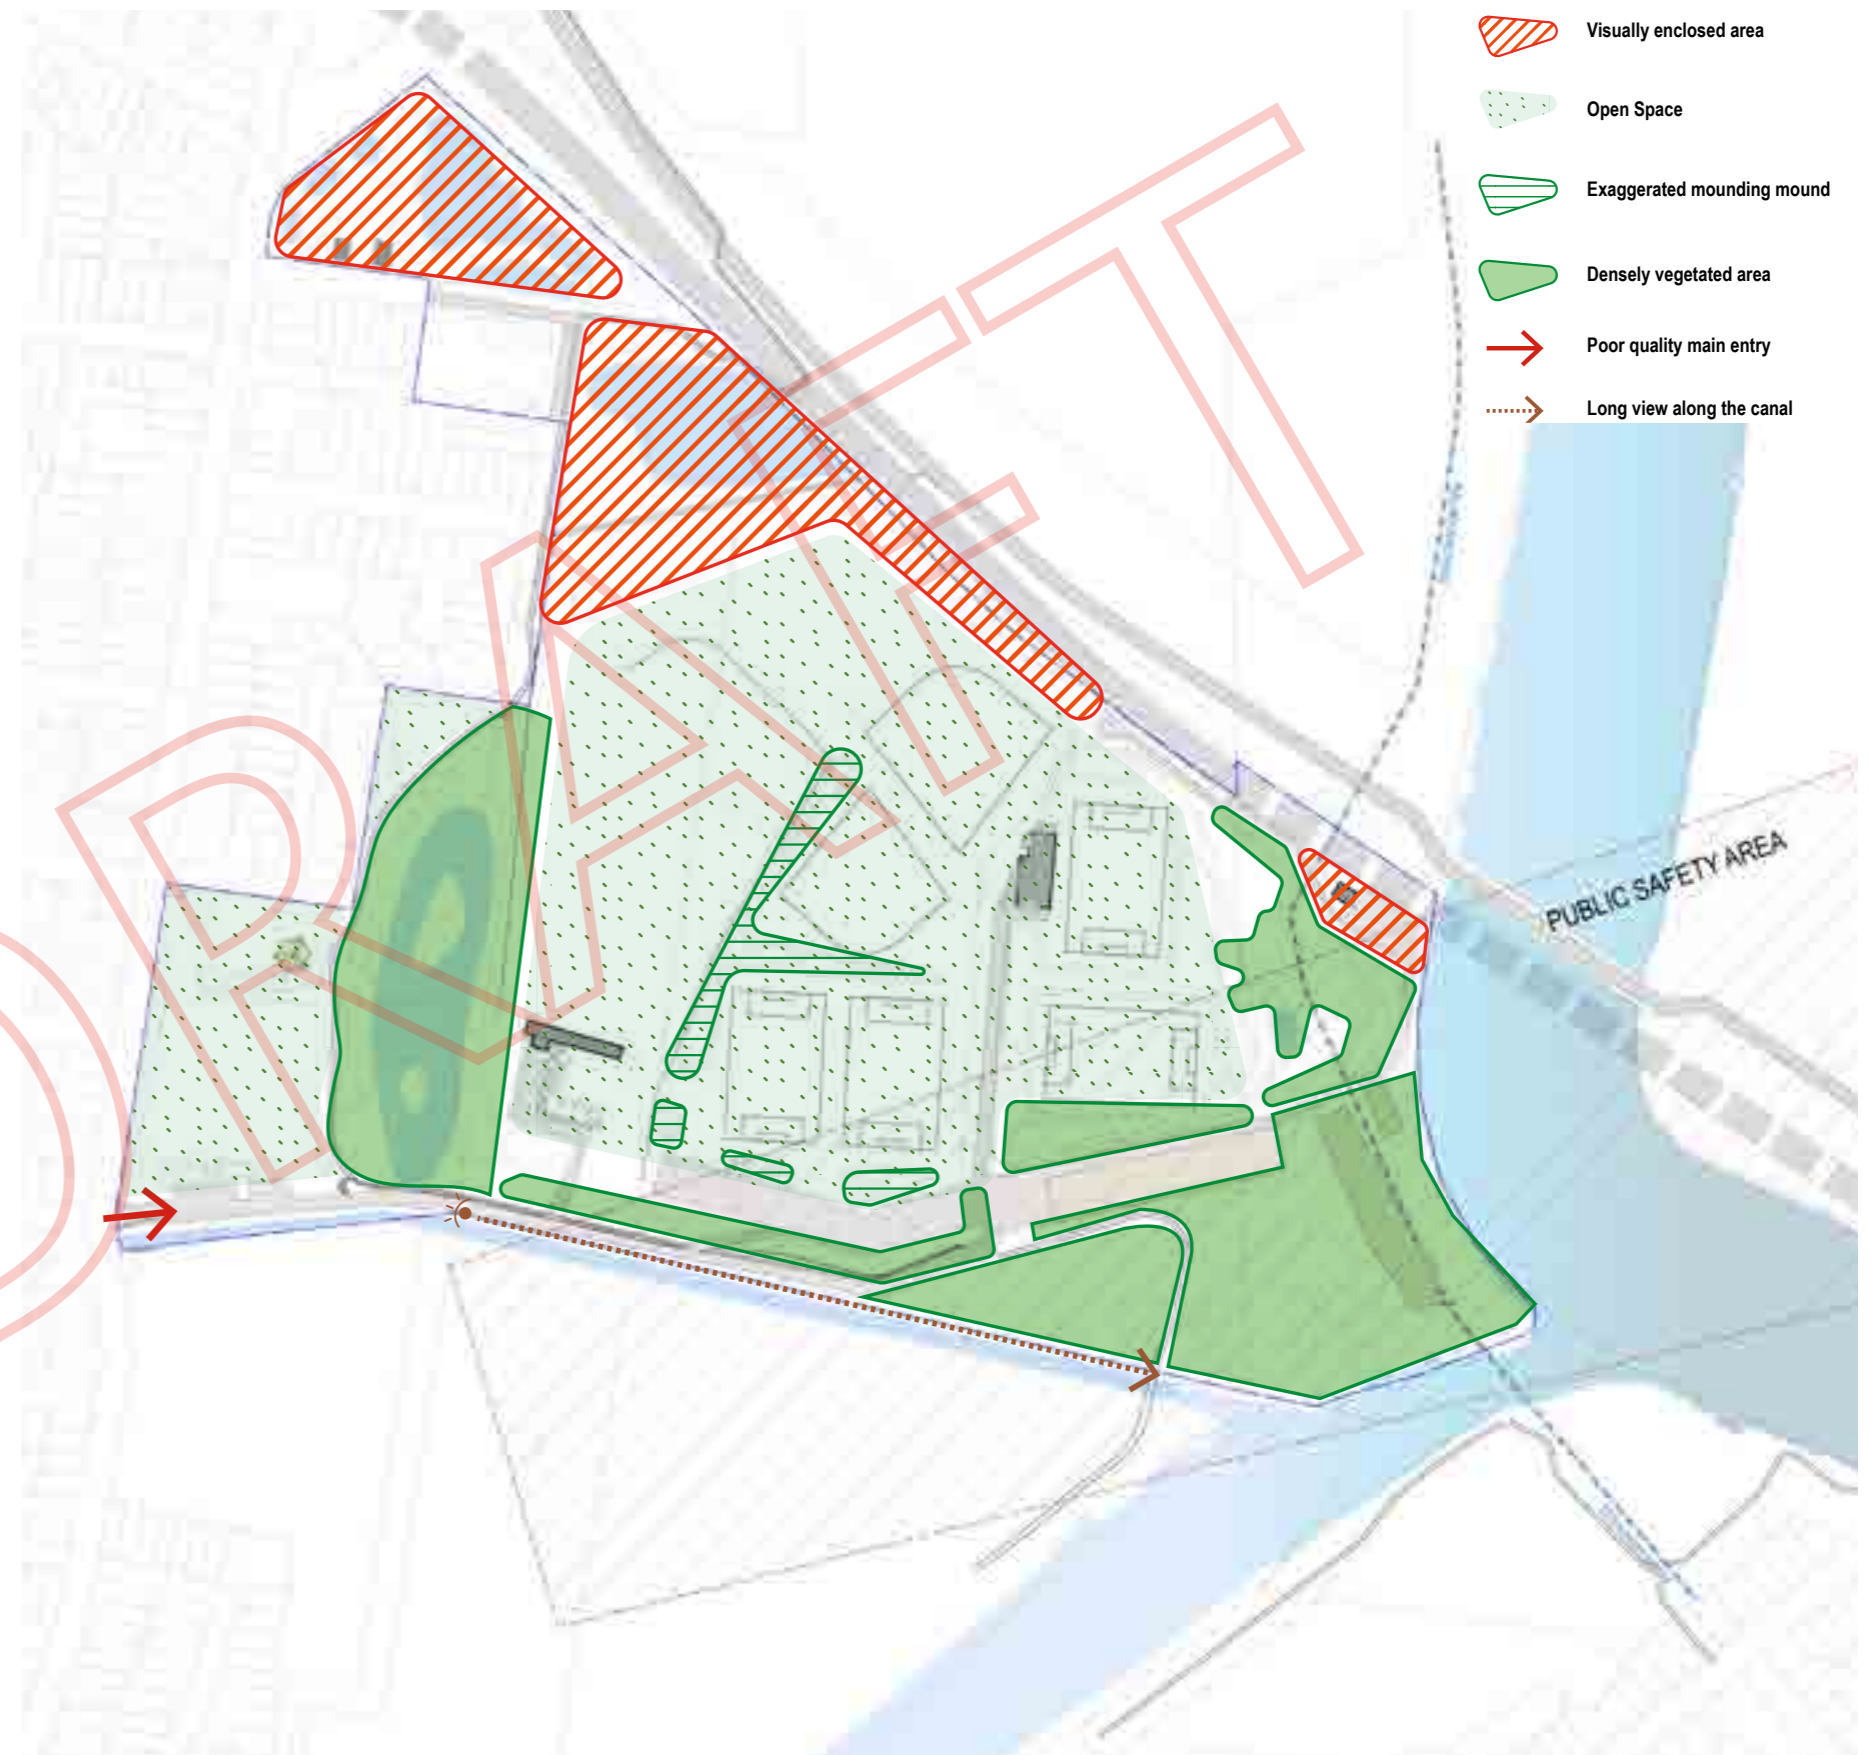 Visually enclosed area
Open Space
Exaggerated mounding mound
Densely vegetated area
Poor quality main entry
Long view along the canal
PUBLIC SAFETY AREA
DRAFT